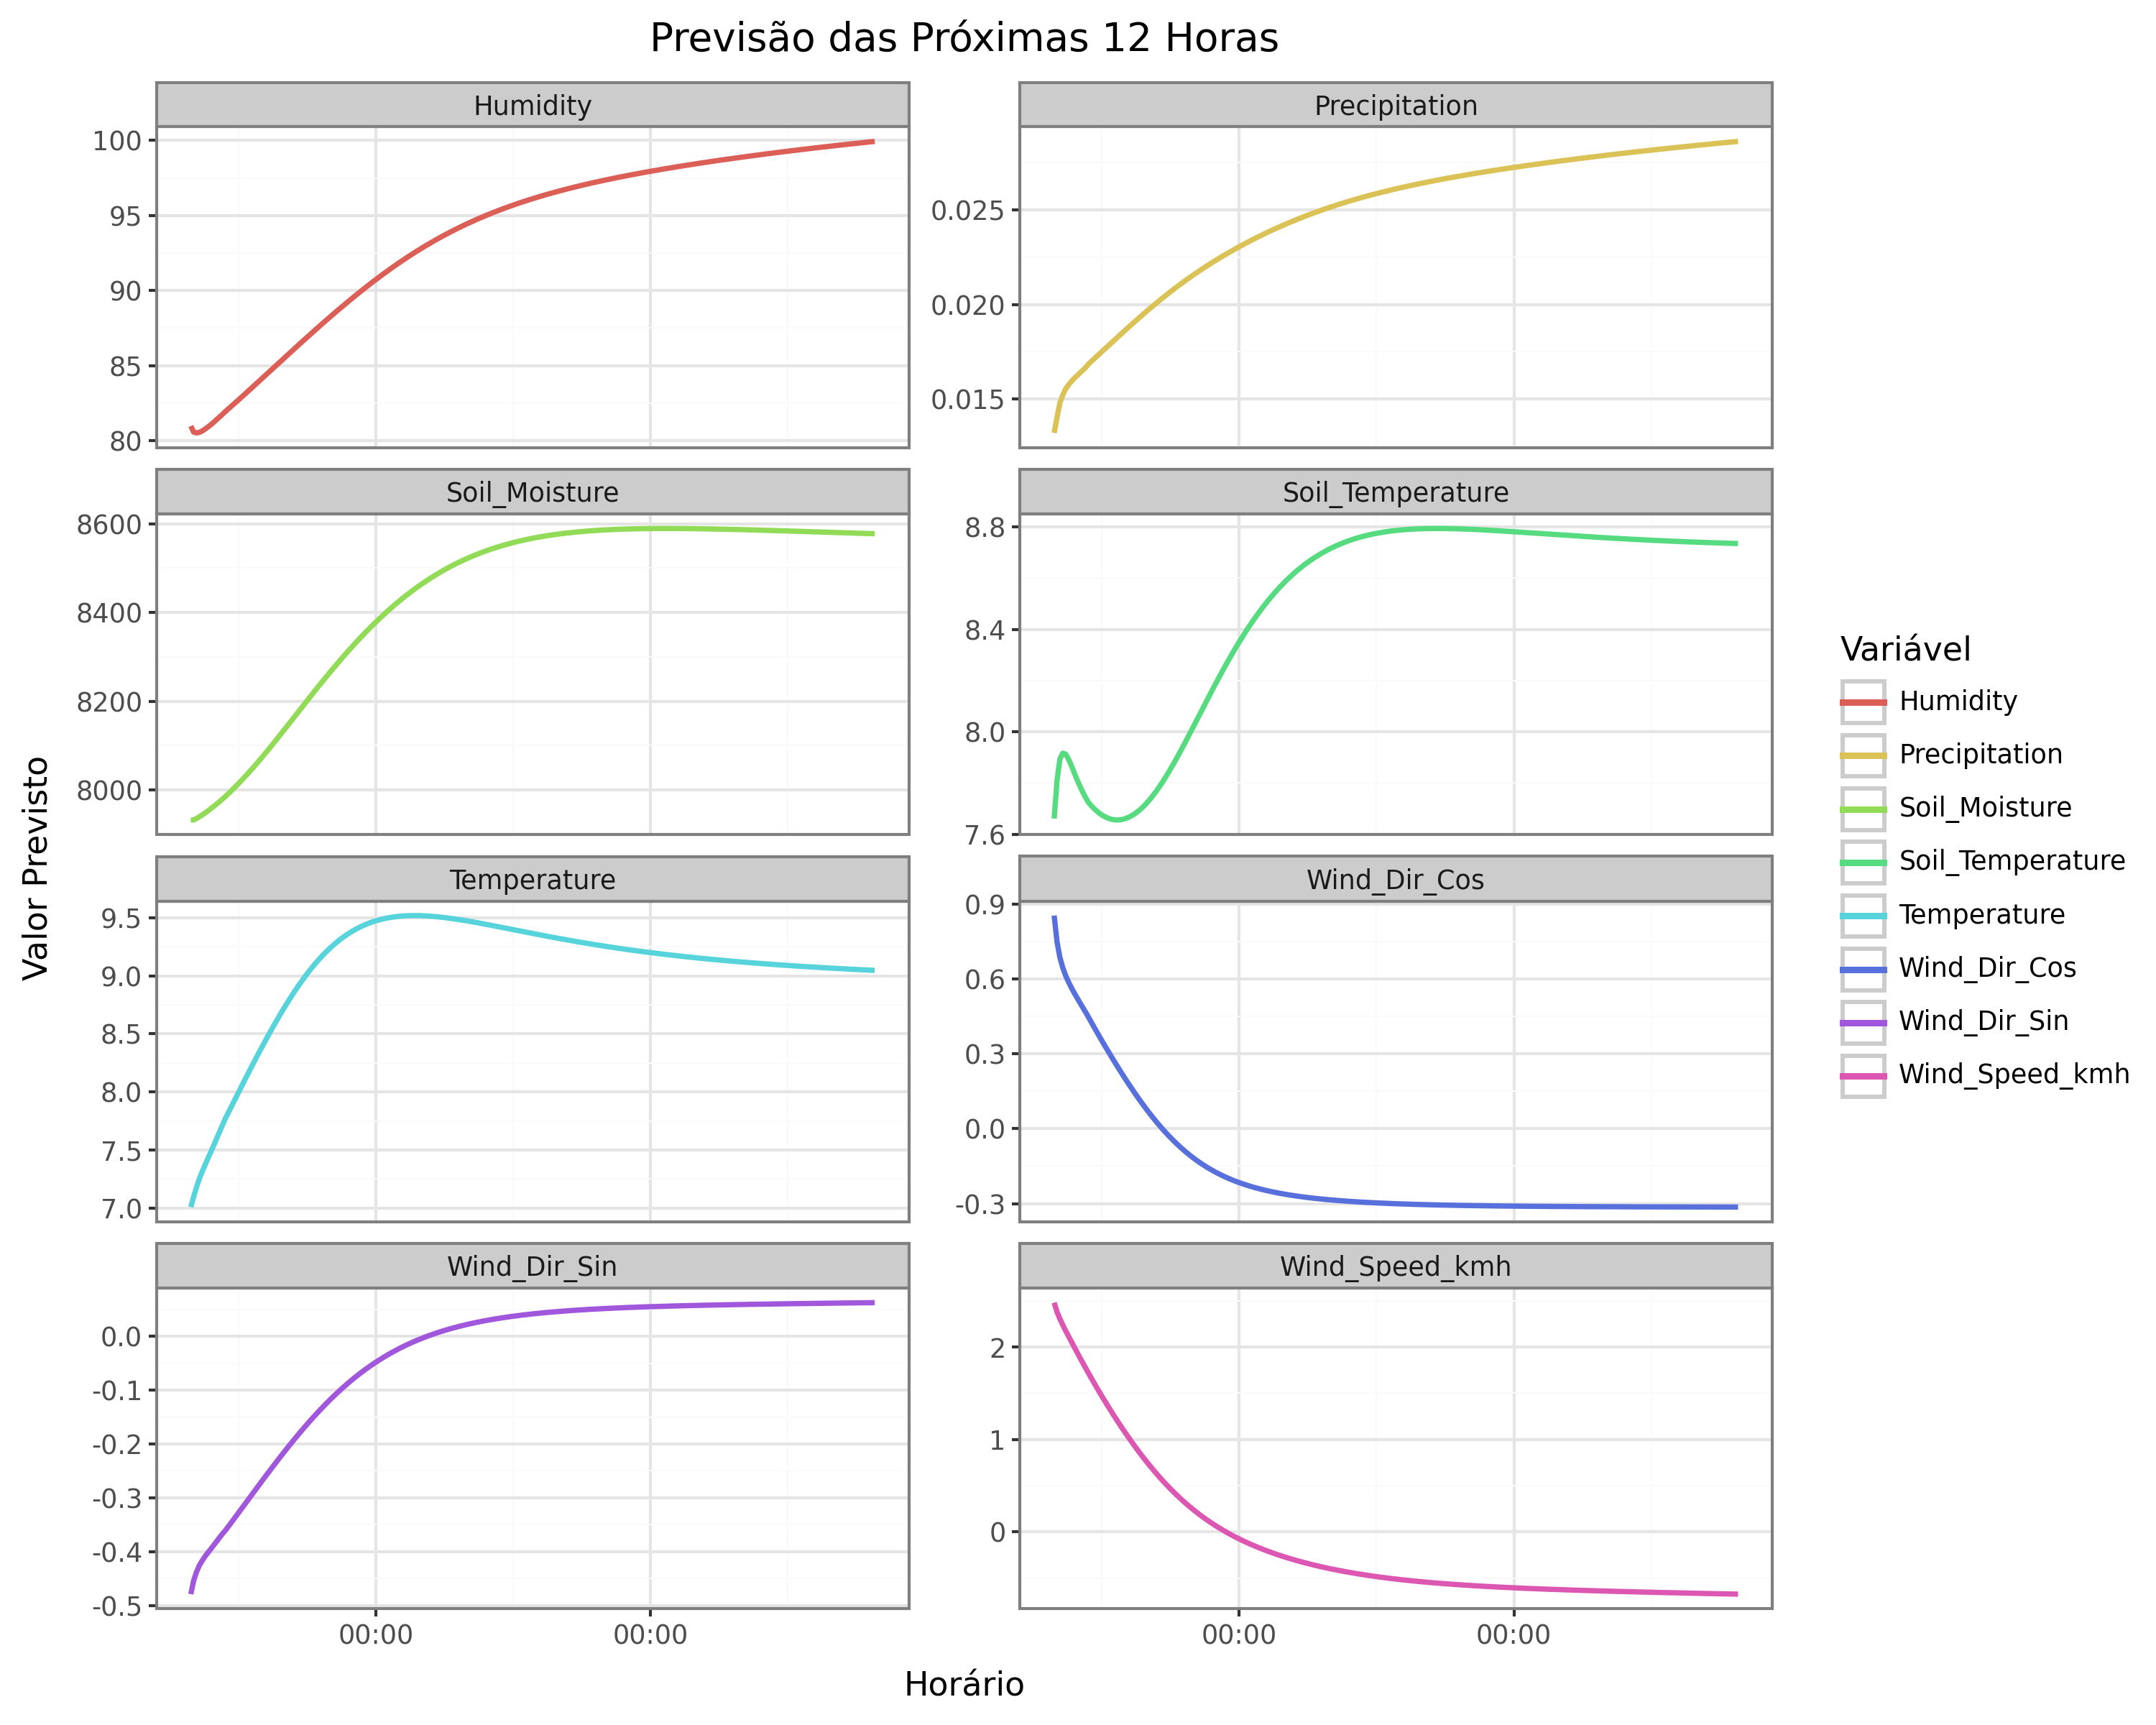 Previsão das Próximas 12 Horas
Humidity
100
95
90
85
80
Precipitation
0.025
0.020
0.015
Soil_Moisture
8600
8400
8200
8000
Soil_Temperature
8.8
8.4
8.0
7.6
Temperature
9.5
9.0
8.5
8.0
7.5
7.0
Wind_Dir_Cos
0.9
0.6
0.3
0.0
-0.3
Wind_Dir_Sin
0.0
-0.1
-0.2
-0.3
-0.4
-0.5
00:00 00:00
Wind_Speed_kmh
2
1
0
00:00 00:00
Valor Previsto
Horário
Variável
Humidity
Precipitation
Soil_Moisture
Soil_Temperature
Temperature
Wind_Dir_Cos
Wind_Dir_Sin
Wind_Speed_kmh